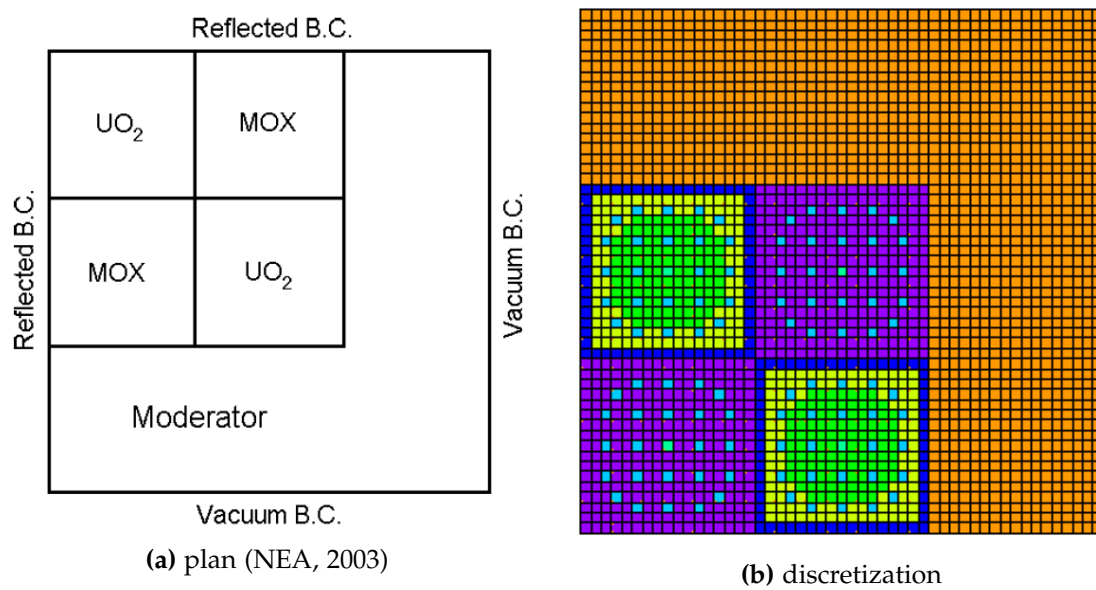 Reflected B.C.
UO₂
MOX
Reflected B.C.
MOX
UO₂
Vacuum B.C.
Moderator
Vacuum B.C.
(a) plan (NEA, 2003)
(b) discretization